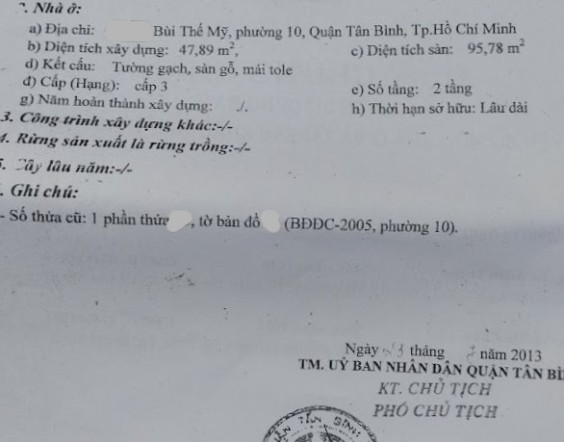 2. Nhà ở:
a) Địa chỉ: Bùi Thế Mỹ, phường 10, Quận Tân Bình, Tp.Hồ Chí Minh
b) Diện tích xây dựng: 47,89 m², c) Diện tích sàn: 95,78 m²
d) Kết cấu: Tường gạch, sàn gỗ, mái tole
đ) Cấp (Hạng): cấp 3 e) Số tầng: 2 tầng
g) Năm hoàn thành xây dựng: ./. h) Thời hạn sở hữu: Lâu dài
3. Công trình xây dựng khác:-/-
4. Rừng sản xuất là rừng trồng:-/-
5. Cây lâu năm:-/-
. Ghi chú:
- Số thửa cũ: 1 phần thửa , tờ bản đồ (BĐĐC-2005, phường 10).
Ngày tháng năm 2013
TM. UỶ BAN NHÂN DÂN QUẬN TÂN BÌ
KT. CHỦ TỊCH
PHÓ CHỦ TỊCH
TÂN BÌNH